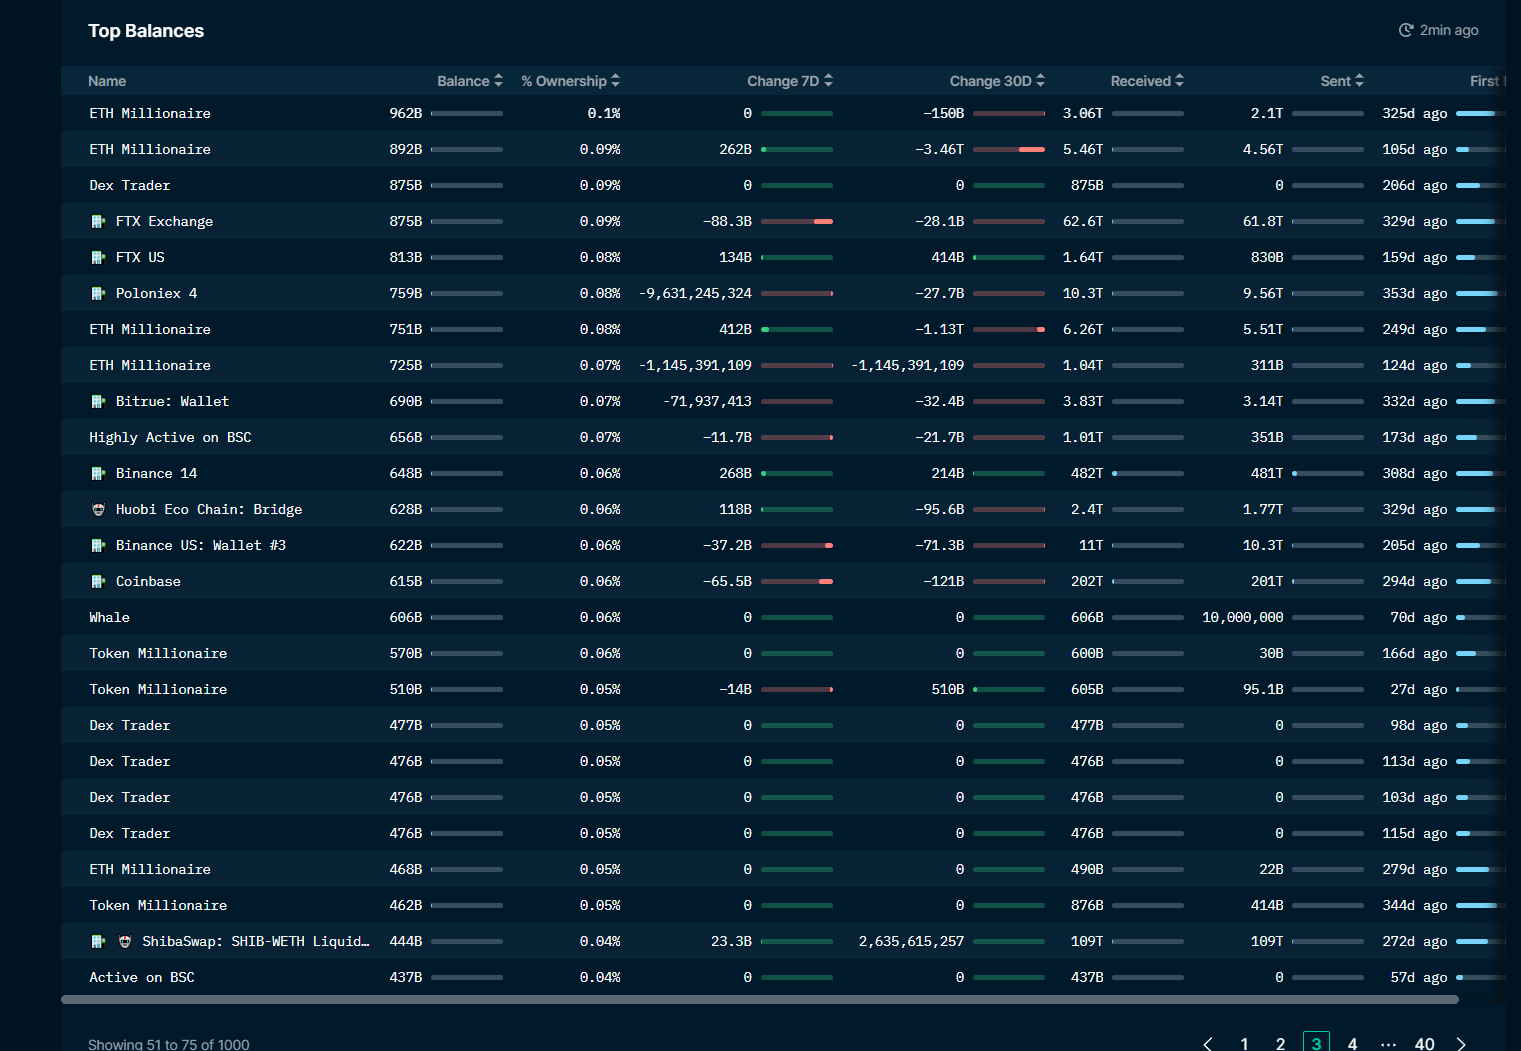 Top Balances
2min ago
Name Balance % Ownership Change 7D Change 30D Received Sent First
ETH Millionaire 962B 0.1% 0 −150B 3.06T 2.1T 325d ago
ETH Millionaire 892B 0.09% 262B −3.46T 5.46T 4.56T 105d ago
Dex Trader 875B 0.09% 0 0 875B 0 206d ago
FTX Exchange 875B 0.09% −88.3B −28.1B 62.6T 61.8T 329d ago
FTX US 813B 0.08% 134B 414B 1.64T 830B 159d ago
Poloniex 4 759B 0.08% -9,631,245,324 −27.7B 10.3T 9.56T 353d ago
ETH Millionaire 751B 0.08% 412B −1.13T 6.26T 5.51T 249d ago
ETH Millionaire 725B 0.07% -1,145,391,109 -1,145,391,109 1.04T 311B 124d ago
Bitrue: Wallet 690B 0.07% -71,937,413 −32.4B 3.83T 3.14T 332d ago
Highly Active on BSC 656B 0.07% −11.7B −21.7B 1.01T 351B 173d ago
Binance 14 648B 0.06% 268B 214B 482T 481T 308d ago
Huobi Eco Chain: Bridge 628B 0.06% 118B −95.6B 2.4T 1.77T 329d ago
Binance US: Wallet #3 622B 0.06% −37.2B −71.3B 11T 10.3T 205d ago
Coinbase 615B 0.06% −65.5B −121B 202T 201T 294d ago
Whale 606B 0.06% 0 0 606B 10,000,000 70d ago
Token Millionaire 570B 0.06% 0 0 600B 30B 166d ago
Token Millionaire 510B 0.05% −14B 510B 605B 95.1B 27d ago
Dex Trader 477B 0.05% 0 0 477B 0 98d ago
Dex Trader 476B 0.05% 0 0 476B 0 113d ago
Dex Trader 476B 0.05% 0 0 476B 0 103d ago
Dex Trader 476B 0.05% 0 0 476B 0 115d ago
ETH Millionaire 468B 0.05% 0 0 490B 22B 279d ago
Token Millionaire 462B 0.05% 0 0 876B 414B 344d ago
ShibaSwap: SHIB-WETH Liquid… 444B 0.04% 23.3B 2,635,615,257 109T 109T 272d ago
Active on BSC 437B 0.04% 0 0 437B 0 57d ago
Showing 51 to 75 of 1000
1 2 3 4 ··· 40